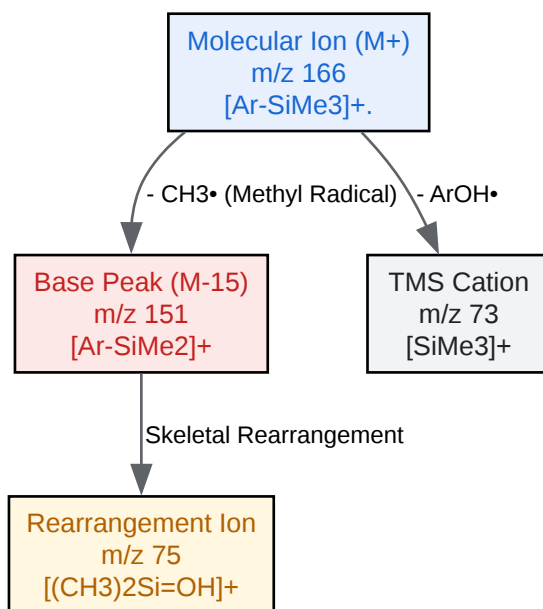 Molecular Ion (M+)
m/z 166
[Ar-SiMe3]+.
- CH3• (Methyl Radical)
- ArOH•
Base Peak (M-15)
m/z 151
[Ar-SiMe2]+
TMS Cation
m/z 73
[SiMe3]+
Skeletal Rearrangement
Rearrangement Ion
m/z 75
[(CH3)2Si=OH]+